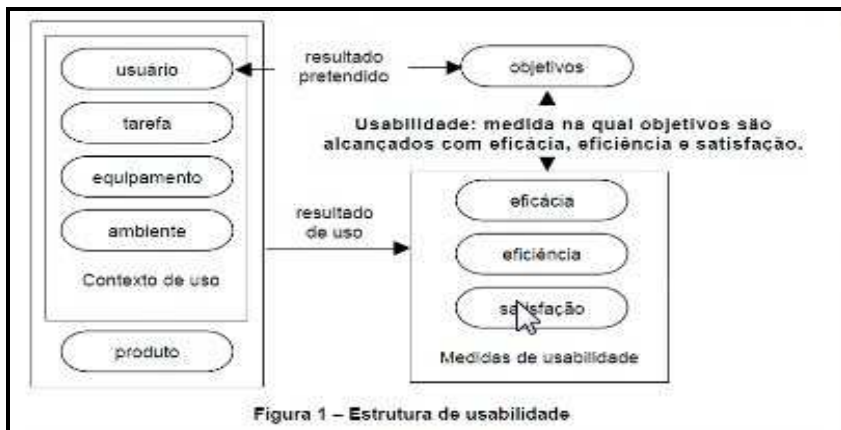 usuário
resultado
pretendido
objetivos
tarefa
Usabilidade: medida na qual objetivos são
alcançados com eficácia, eficiência e satisfação.
equipamento
ambiente
Contexto de uso
produto
resultado
de uso
eficácia
eficiência
satisfação
Medidas de usabilidade
Figura 1 – Estrutura de usabilidade